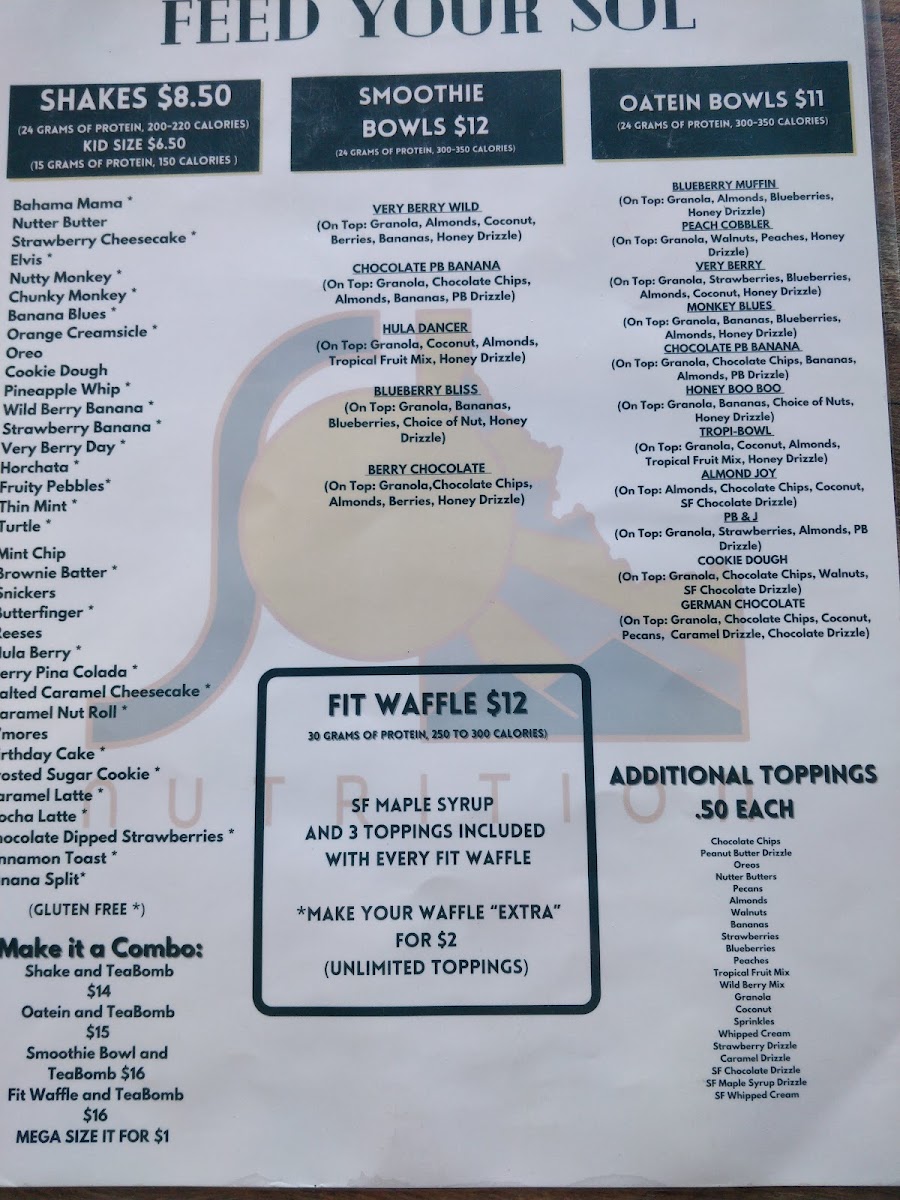 FEED YOUR SOL
SHAKES $8.50
(24 GRAMS OF PROTEIN, 200-220 CALORIES)
KID SIZE $6.50
(15 GRAMS OF PROTEIN, 150 CALORIES )
Bahama Mama *
Nutter Butter
Strawberry Cheesecake *
Elvis *
Nutty Monkey *
Chunky Monkey *
Banana Blues *
Orange Creamsicle *
Oreo
Cookie Dough
Pineapple Whip *
Wild Berry Banana *
Strawberry Banana *
Very Berry Day *
Horchata *
Fruity Pebbles*
Thin Mint *
Turtle *
Mint Chip
Brownie Batter *
Snickers
Butterfinger *
Reeses
Hula Berry *
erry Pina Colada *
alted Caramel Cheesecake *
aramel Nut Roll *
mores
irthday Cake *
rosted Sugar Cookie *
aramel Latte *
ocha Latte *
hocolate Dipped Strawberries *
nnamon Toast *
nana Split*
(GLUTEN FREE *)
Make it a Combo:
Shake and TeaBomb
$14
Oatein and TeaBomb
$15
Smoothie Bowl and
TeaBomb $16
Fit Waffle and TeaBomb
$16
MEGA SIZE IT FOR $1
SMOOTHIE
BOWLS $12
(24 GRAMS OF PROTEIN, 300-350 CALORIES)
VERY BERRY WILD
(On Top: Granola, Almonds, Coconut,
Berries, Bananas, Honey Drizzle)
CHOCOLATE PB BANANA
(On Top: Granola, Chocolate Chips,
Almonds, Bananas, PB Drizzle)
HULA DANCER
(On Top: Granola, Coconut, Almonds,
Tropical Fruit Mix, Honey Drizzle)
BLUEBERRY BLISS
(On Top: Granola, Bananas,
Blueberries, Choice of Nut, Honey
Drizzle)
BERRY CHOCOLATE
(On Top: Granola,Chocolate Chips,
Almonds, Berries, Honey Drizzle)
FIT WAFFLE $12
30 GRAMS OF PROTEIN, 250 TO 300 CALORIES)
SF MAPLE SYRUP
AND 3 TOPPINGS INCLUDED
WITH EVERY FIT WAFFLE
*MAKE YOUR WAFFLE “EXTRA”
FOR $2
(UNLIMITED TOPPINGS)
OATEIN BOWLS $11
(24 GRAMS OF PROTEIN, 300-350 CALORIES)
BLUEBERRY MUFFIN
(On Top: Granola, Almonds, Blueberries,
Honey Drizzle)
PEACH COBBLER
(On Top: Granola, Walnuts, Peaches, Honey
Drizzle)
VERY BERRY
(On Top: Granola, Strawberries, Blueberries,
Almonds, Coconut, Honey Drizzle)
MONKEY BLUES
(On Top: Granola, Bananas, Blueberries,
Almonds, Honey Drizzle)
CHOCOLATE PB BANANA
(On Top: Granola, Chocolate Chips, Bananas,
Almonds, PB Drizzle)
HONEY BOO BOO
(On Top: Granola, Bananas, Choice of Nuts,
Honey Drizzle)
TROPI-BOWL
(On Top: Granola, Coconut, Almonds,
Tropical Fruit Mix, Honey Drizzle)
ALMOND JOY
(On Top: Almonds, Chocolate Chips, Coconut,
SF Chocolate Drizzle)
PB & J
(On Top: Granola, Strawberries, Almonds, PB
Drizzle)
COOKIE DOUGH
(On Top: Granola, Chocolate Chips, Walnuts,
SF Chocolate Drizzle)
GERMAN CHOCOLATE
(On Top: Granola, Chocolate Chips, Coconut,
Pecans, Caramel Drizzle, Chocolate Drizzle)
ADDITIONAL TOPPINGS
.50 EACH
Chocolate Chips
Peanut Butter Drizzle
Oreos
Nutter Butters
Pecans
Almonds
Walnuts
Bananas
Strawberries
Blueberries
Peaches
Tropical Fruit Mix
Wild Berry Mix
Granola
Coconut
Sprinkles
Whipped Cream
Strawberry Drizzle
Caramel Drizzle
SF Chocolate Drizzle
SF Maple Syrup Drizzle
SF Whipped Cream
NUTRITION